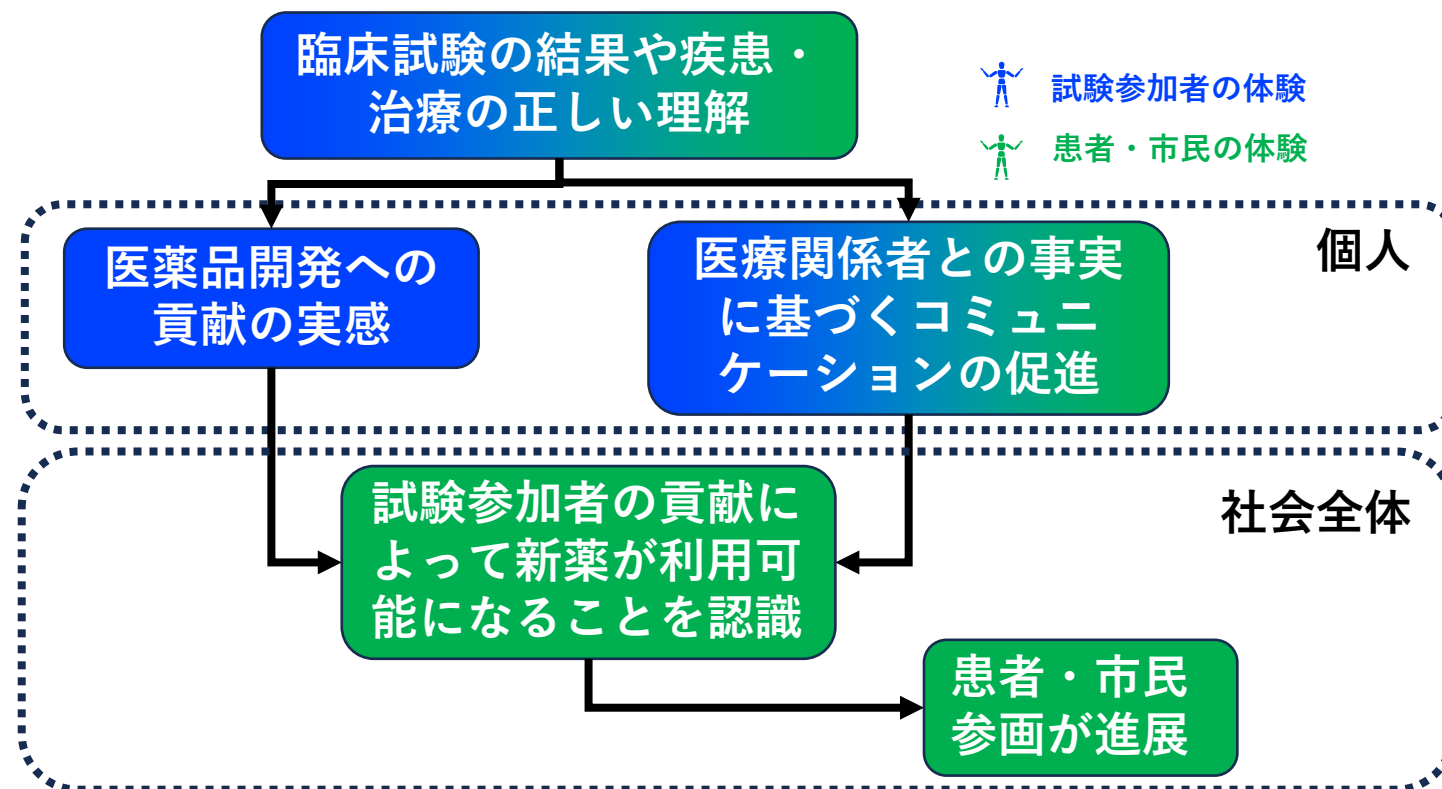 臨床試験の結果や疾患・
治療の正しい理解
試験参加者の体験
患者・市民の体験
個人
医薬品開発への
貢献の実感
医療関係者との事実
に基づくコミュニ
ケーションの促進
社会全体
試験参加者の貢献に
よって新薬が利用可
能になることを認識
患者・市民
参画が進展